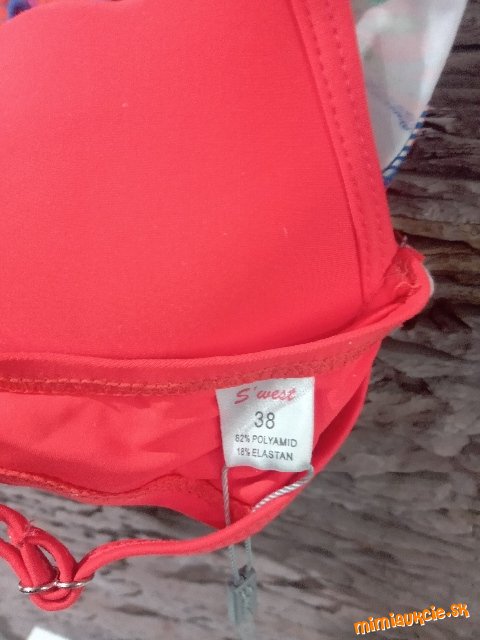 S'west
38
82% POLYAMID
18% ELASTAN
mimiaukcie.sk